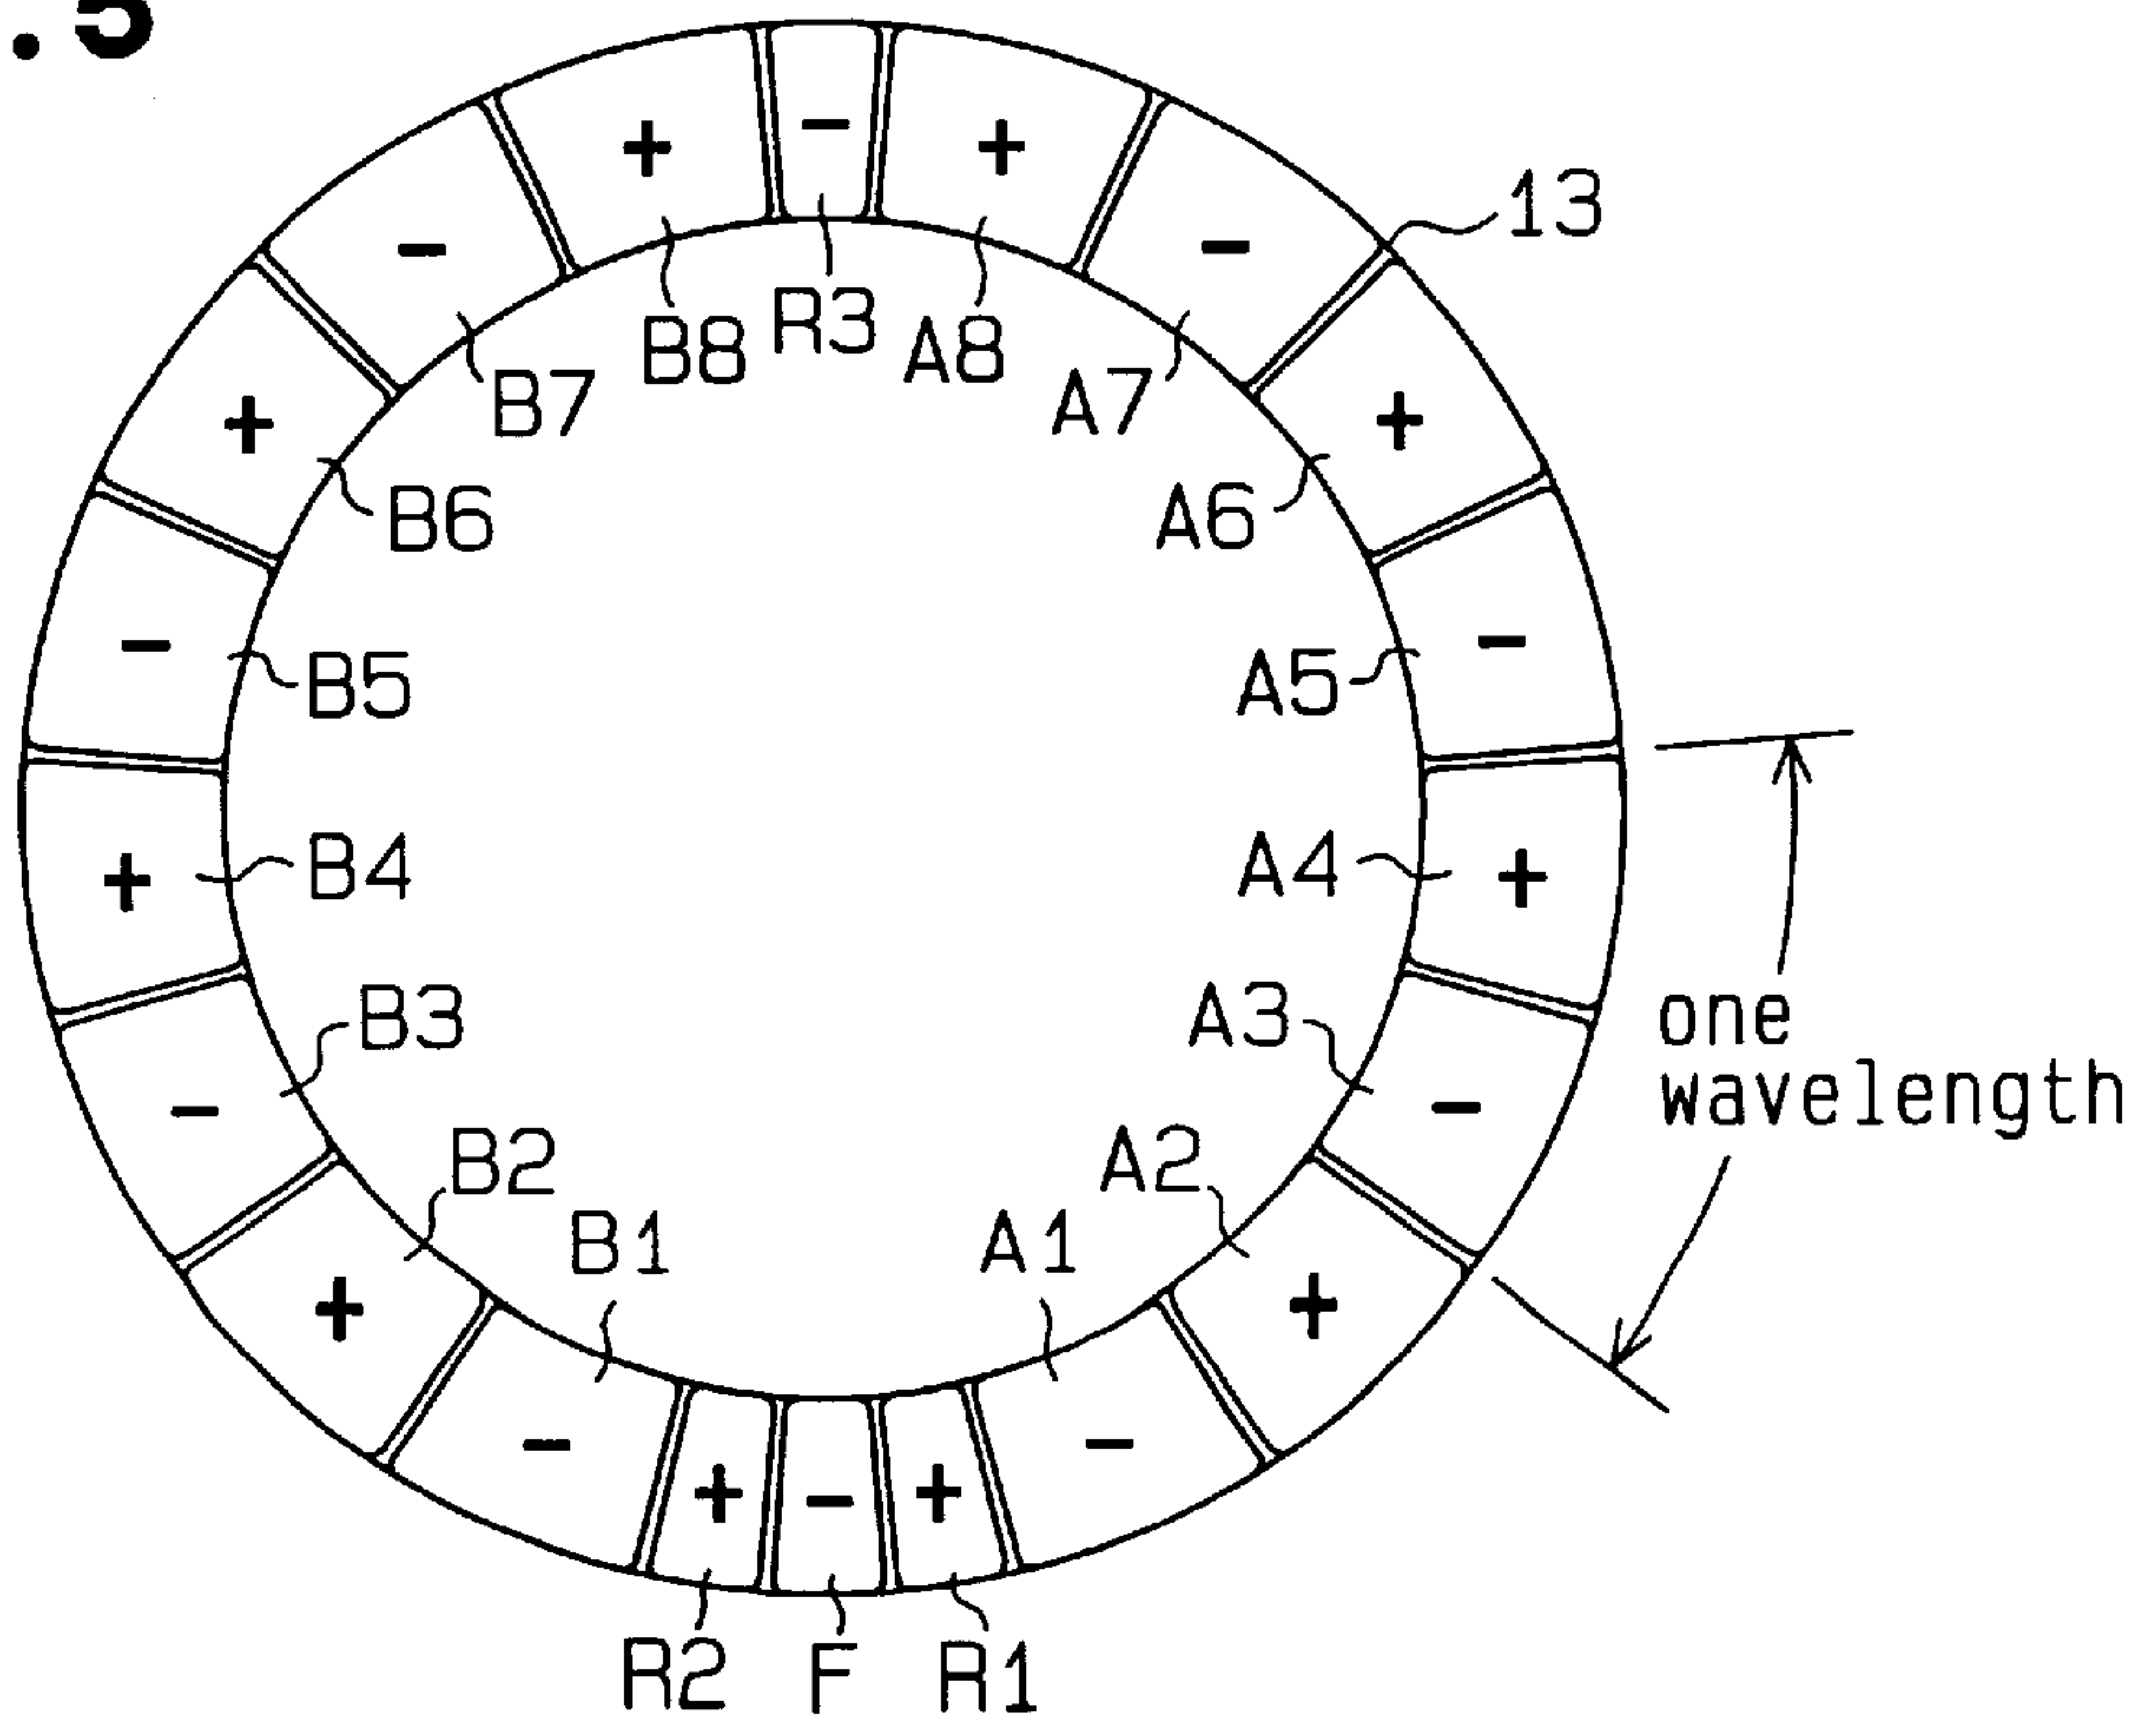 .5
+ − +
− −
13
B8 R3 A8
B7 A7
+ +
B6 A6
− −
B5 A5
+ B4 A4 +
B3 A3
one
wavelength
− −
B2 A2
B1 A1
+ +
− −
+ − +
R2 F R1